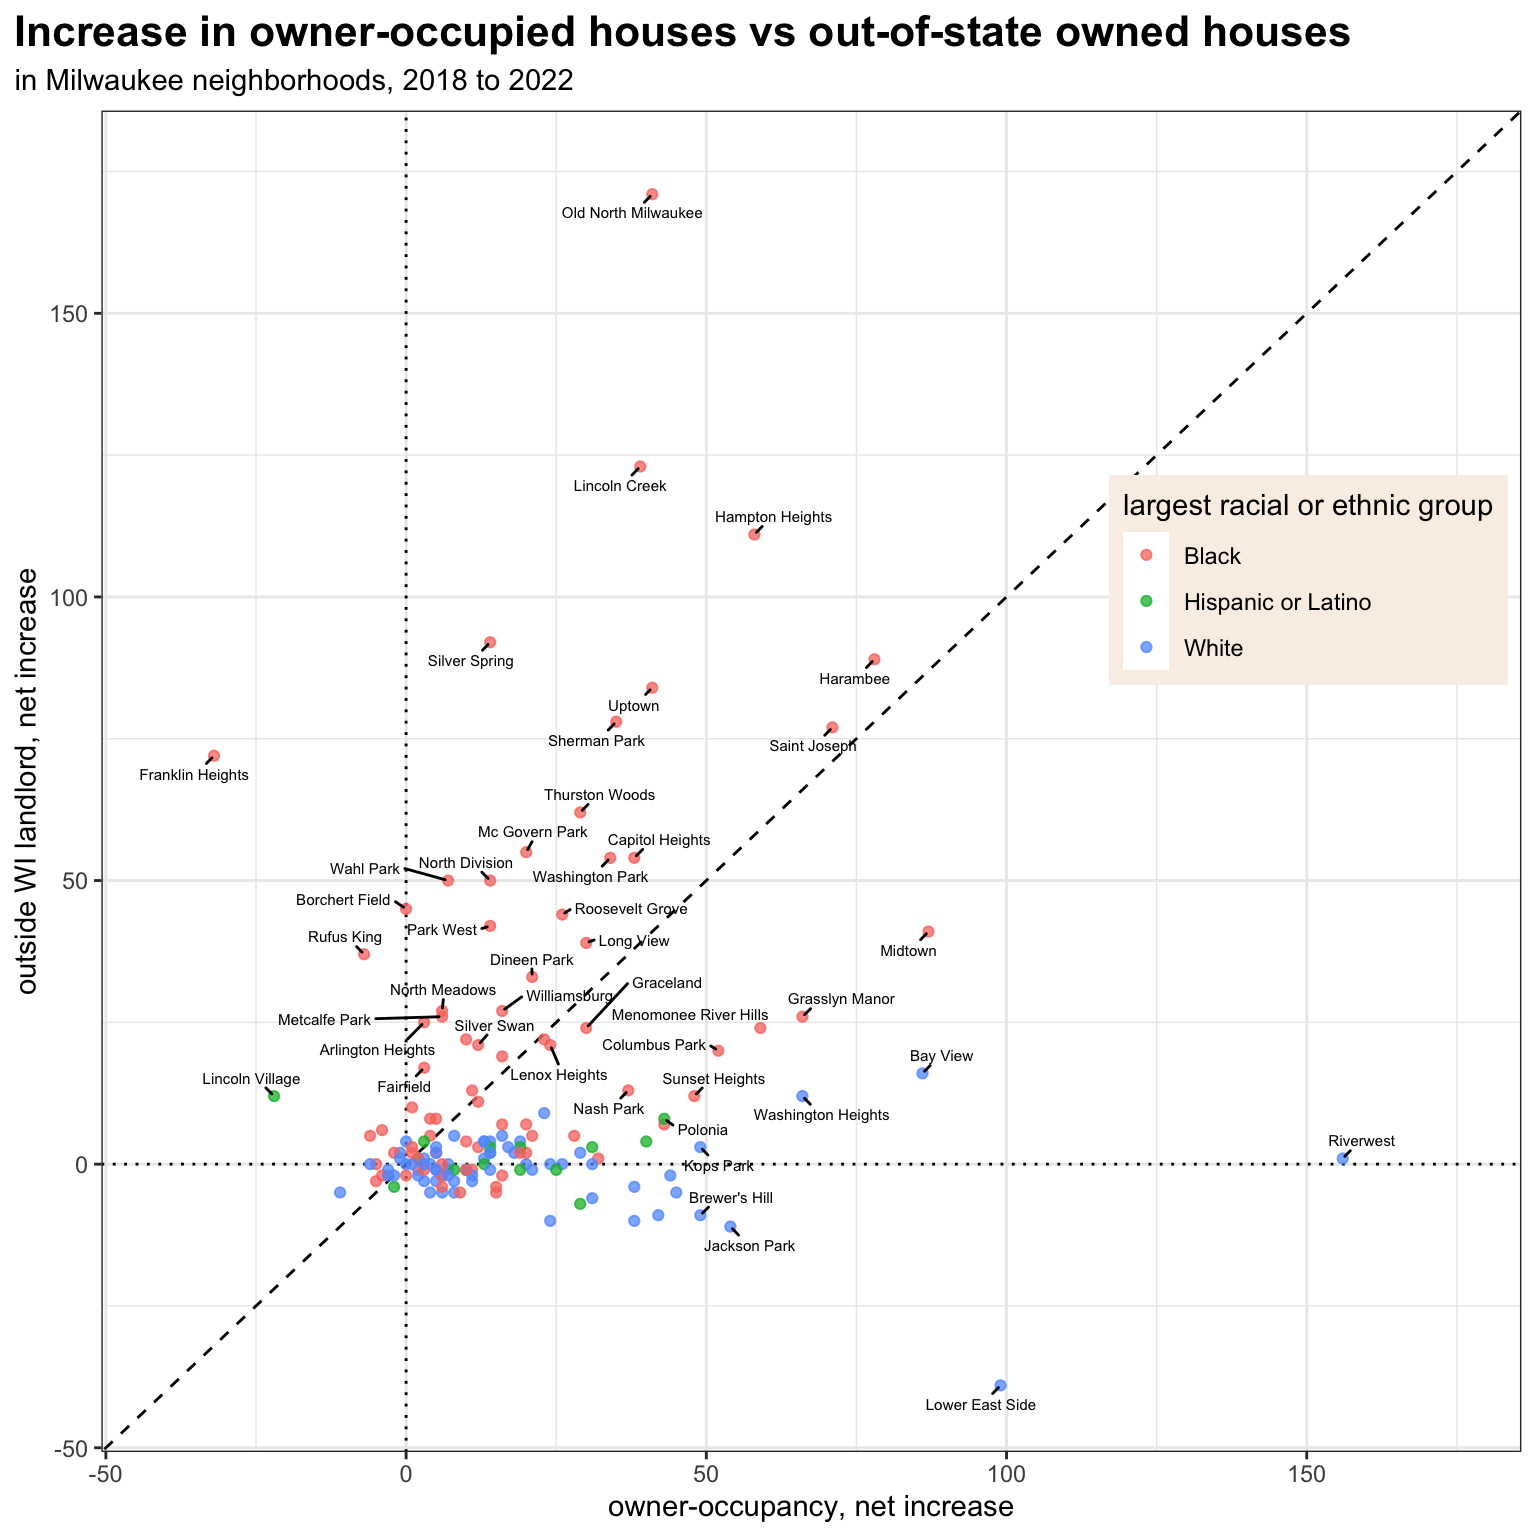 Increase in owner-occupied houses vs out-of-state owned houses
in Milwaukee neighborhoods, 2018 to 2022
outside WI landlord, net increase
150
100
50
0
-50
Old North Milwaukee
Lincoln Creek
Hampton Heights
largest racial or ethnic group
Black
Hispanic or Latino
White
Silver Spring
Harambee
Uptown
Sherman Park
Saint Joseph
Franklin Heights
Thurston Woods
Mc Govern Park
Capitol Heights
North Division
Wahl Park
Washington Park
Borchert Field
Roosevelt Grove
Park West
Rufus King
Long View
Midtown
Dineen Park
Graceland
North Meadows
Williamsburg
Grasslyn Manor
Metcalfe Park
Menomonee River Hills
Silver Swan
Columbus Park
Arlington Heights
Bay View
Lenox Heights
Lincoln Village
Sunset Heights
Fairfield
Nash Park
Washington Heights
Polonia
Riverwest
Kops Park
Brewer's Hill
Jackson Park
Lower East Side
-50
0
50
100
150
owner-occupancy, net increase